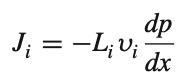 J_i = −L_i υ_i dp/dx